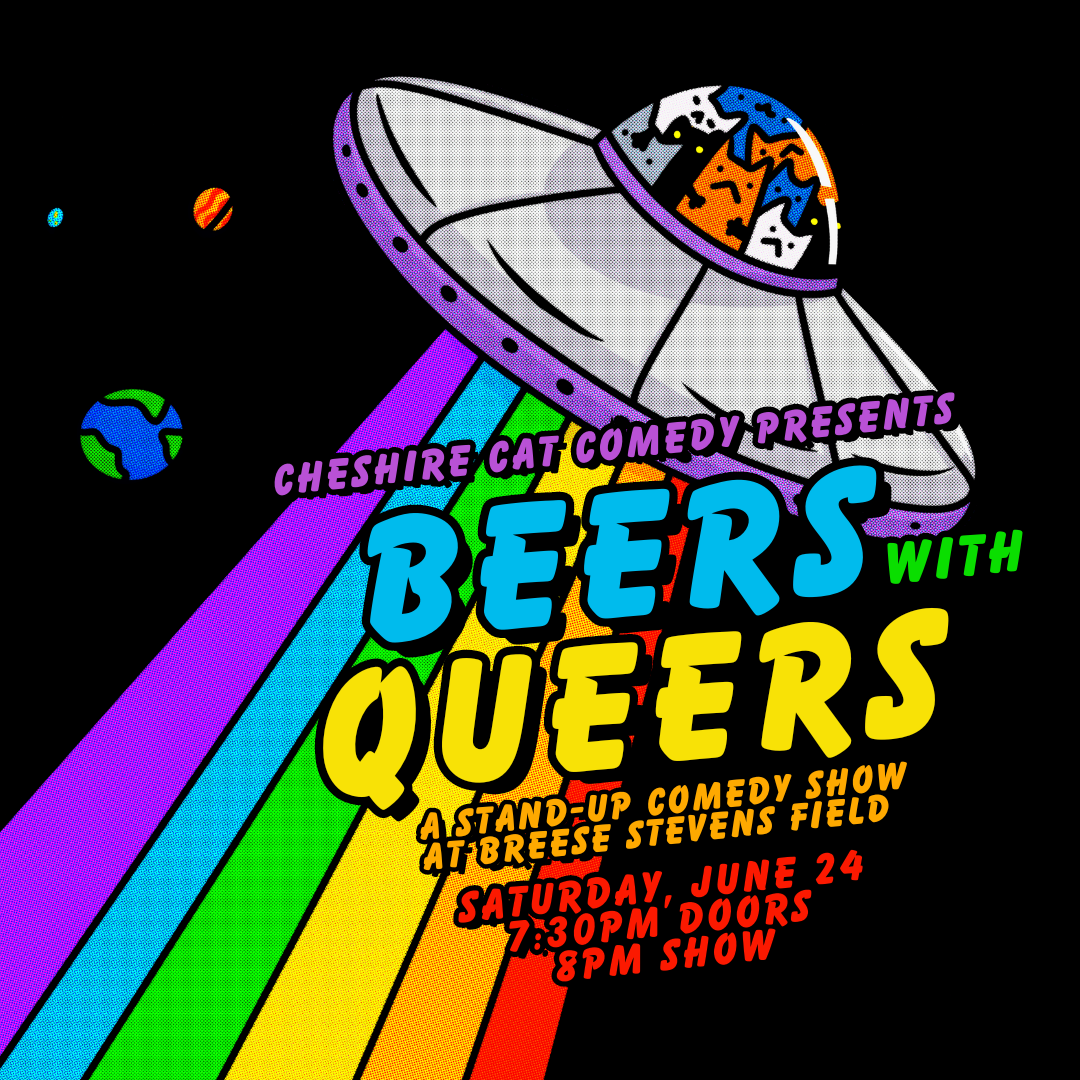 CHESHIRE CAT COMEDY PRESENTS
BEERS WITH
QUEERS
A STAND-UP COMEDY SHOW
AT BREESE STEVENS FIELD
SATURDAY, JUNE 24
7:30PM DOORS
8PM SHOW